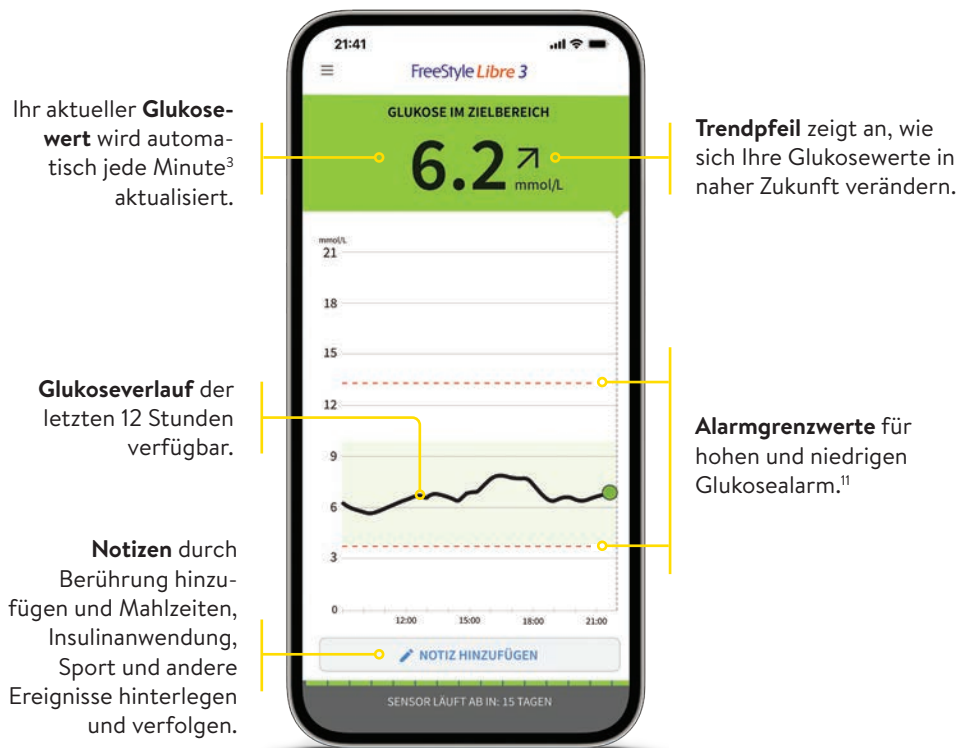 21:41
FreeStyle Libre 3
GLUKOSE IM ZIELBEREICH
6.2
mmol/L
Ihr aktueller Glukose-
wert wird automa-
tisch jede Minute³
aktualisiert.
Trendpfeil zeigt an, wie
sich Ihre Glukosewerte in
naher Zukunft verändern.
mmol/L
21
18
15
12
9
6
3
0
12:00 15:00 18:00 21:00
Glukoseverlauf der
letzten 12 Stunden
verfügbar.
Alarmgrenzwerte für
hohen und niedrigen
Glukosealarm.¹¹
Notizen durch
Berührung hinzu-
fügen und Mahlzeiten,
Insulinanwendung,
Sport und andere
Ereignisse hinterlegen
und verfolgen.
NOTIZ HINZUFÜGEN
SENSOR LÄUFT AB IN: 15 TAGEN